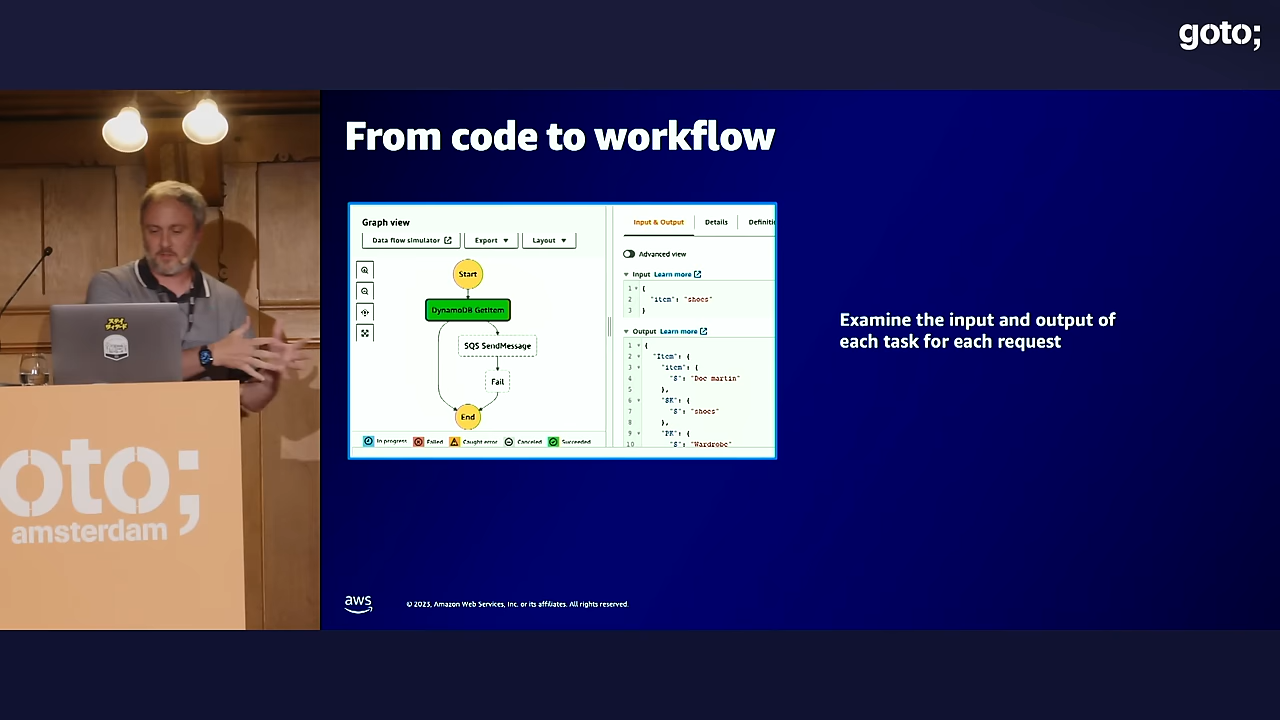 goto;
From code to workflow
Graph view
Data flow simulator
Export
Layout
Start
DynamoDB GetItem
SQS SendMessage
Fail
End
In progress
Failed
Caught error
Canceled
Succeeded
Input & Output
Details
Definitio
Advanced view
Input Learn more
1 {
2 "item": "shoes"
3 }
Output Learn more
1 {
2 "Item": {
3 "item": {
4 "S": "Doc martin"
5 },
6 "SK": {
7 "S": "shoes"
8 },
9 "PK": {
10 "S": "Wardrobe"
Examine the input and output of
each task for each request
oto;
amsterdam
aws
© 2023, Amazon Web Services, Inc. or its affiliates. All rights reserved.